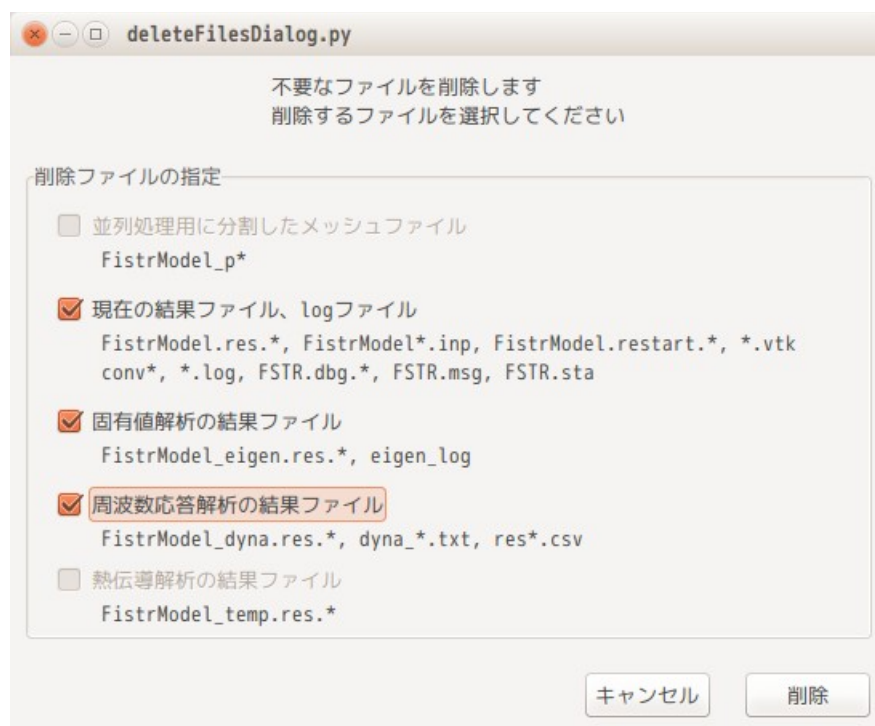 deleteFilesDialog.py
不要なファイルを削除します
削除するファイルを選択してください
削除ファイルの指定
並列処理用に分割したメッシュファイル
FistrModel_p*
現在の結果ファイル、logファイル
FistrModel.res.*, FistrModel*.inp, FistrModel.restart.*, *.vtk
conv*, *.log, FSTR.dbg.*, FSTR.msg, FSTR.sta
固有値解析の結果ファイル
FistrModel_eigen.res.*, eigen_log
周波数応答解析の結果ファイル
FistrModel_dyna.res.*, dyna_*.txt, res*.csv
熱伝導解析の結果ファイル
FistrModel_temp.res.*
キャンセル 削除